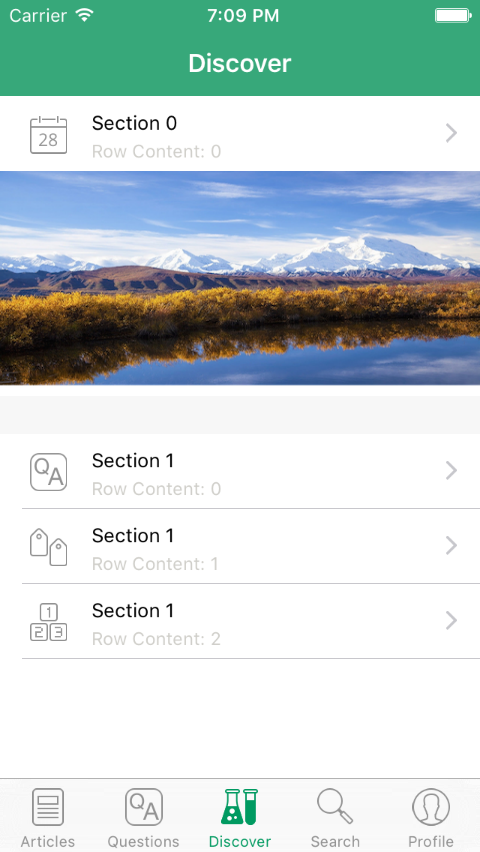 Carrier 7:09 PM
Discover
Section 0
28
Row Content: 0
Section 1
QA
Row Content: 0
Section 1
Row Content: 1
Section 1
1
2 3
Row Content: 2
QA
Articles Questions Discover Search Profile